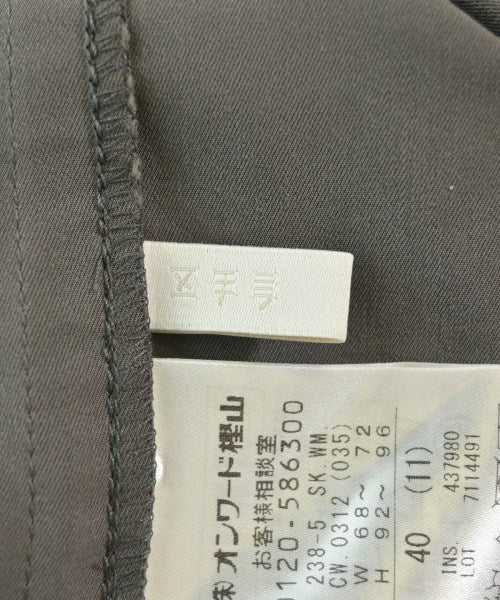 (株)オンワード樫山
お客様相談室
0120-586300
238-5 SK.WM.
CW.0312 (035)
W 68~ 72
H 92~ 96
40 (11)
INS. 437980
LOT 7114491